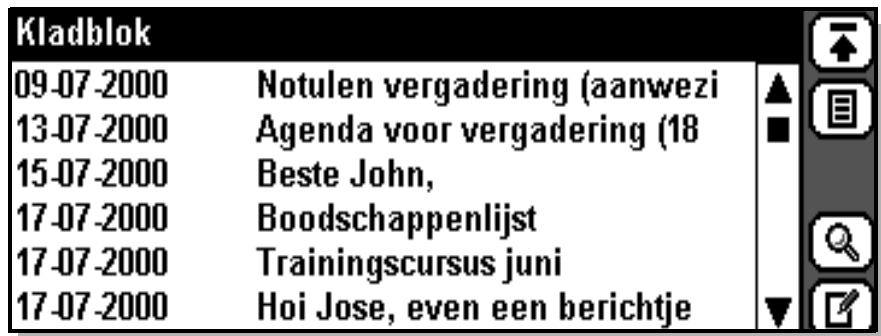 Kladblok
09-07-2000 Notulen vergadering (aanwezi
13-07-2000 Agenda voor vergadering (18
15-07-2000 Beste John,
17-07-2000 Boodschappenlijst
17-07-2000 Trainingscursus juni
17-07-2000 Hoi Jose, even een berichtje